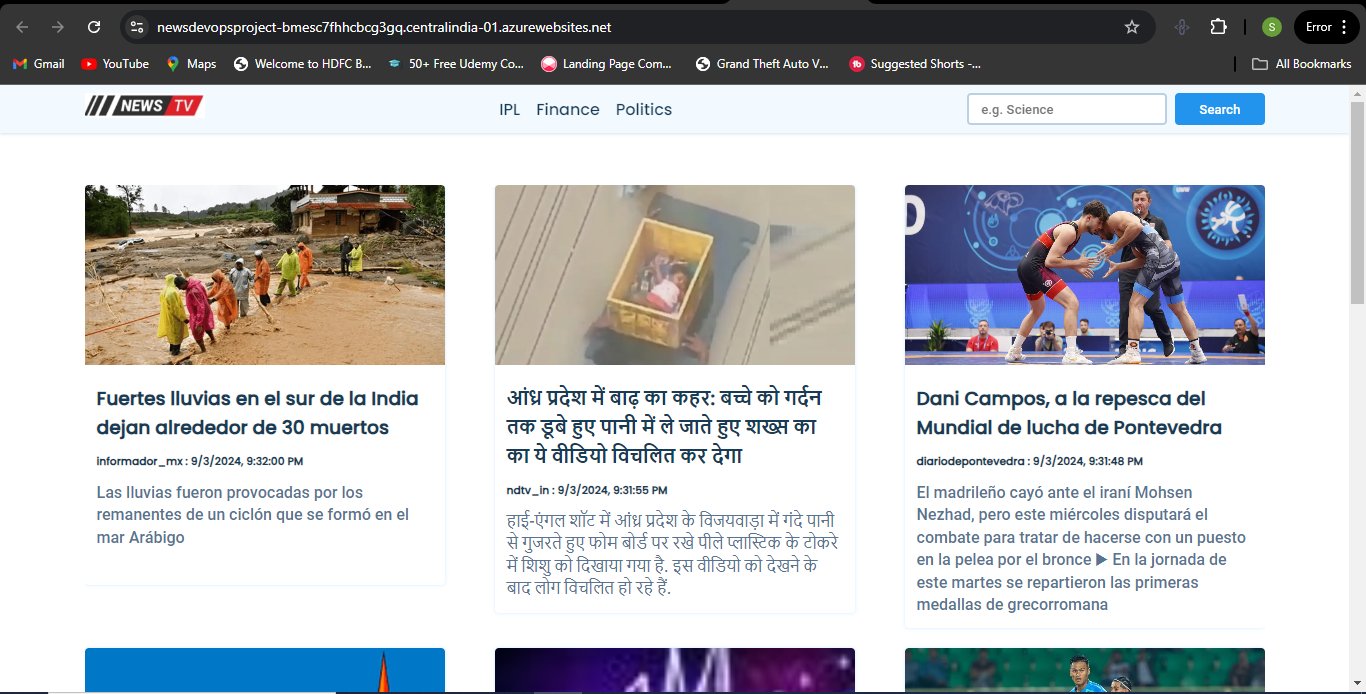 newsdevopsproject-bmesc7fhhcbcg3gq.centralindia-01.azurewebsites.net
S
Error
Gmail
YouTube
Maps
Welcome to HDFC B...
50+ Free Udemy Co...
Landing Page Com...
Grand Theft Auto V...
Suggested Shorts -...
All Bookmarks
NEWS TV
IPL
Finance
Politics
e.g. Science
Search
Fuertes lluvias en el sur de la India
dejan alrededor de 30 muertos
informador_mx : 9/3/2024, 9:32:00 PM
Las lluvias fueron provocadas por los
remanentes de un ciclón que se formó en el
mar Arábigo
आंध्र प्रदेश में बाढ़ का कहर: बच्चे को गर्दन
तक डूबे हुए पानी में ले जाते हुए शख्स का
का ये वीडियो विचलित कर देगा
ndtv_in : 9/3/2024, 9:31:55 PM
हाई-एंगल शॉट में आंध्र प्रदेश के विजयवाड़ा में गंदे पानी
से गुजरते हुए फोम बोर्ड पर रखे पीले प्लास्टिक के टोकरे
में शिशु को दिखाया गया है. इस वीडियो को देखने के
बाद लोग विचलित हो रहे हैं.
Dani Campos, a la repesca del
Mundial de lucha de Pontevedra
diariodepontevedra : 9/3/2024, 9:31:48 PM
El madrileño cayó ante el iraní Mohsen
Nezhad, pero este miércoles disputará el
combate para tratar de hacerse con un puesto
en la pelea por el bronce ▶ En la jornada de
este martes se repartieron las primeras
medallas de grecorromana